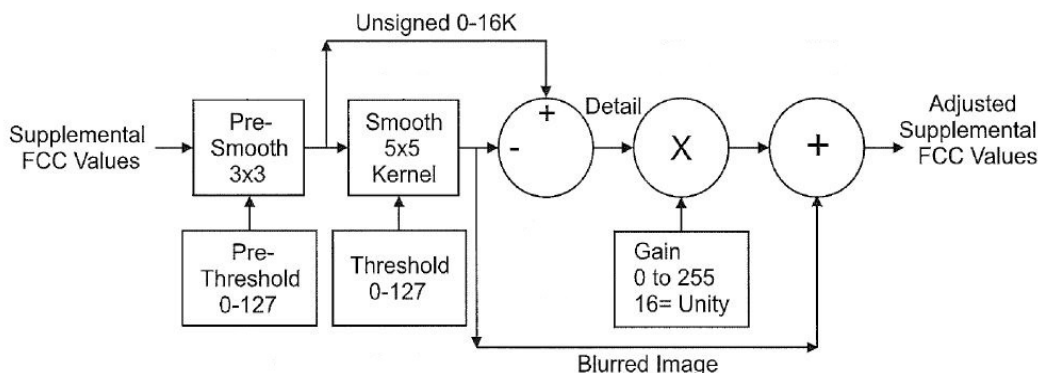 Unsigned 0-16K
Supplemental
FCC Values
Pre-
Smooth
3x3
Smooth
5x5
Kernel
+
-
Detail
X
+
Adjusted
Supplemental
FCC Values
Pre-
Threshold
0-127
Threshold
0-127
Gain
0 to 255
16= Unity
Blurred Image